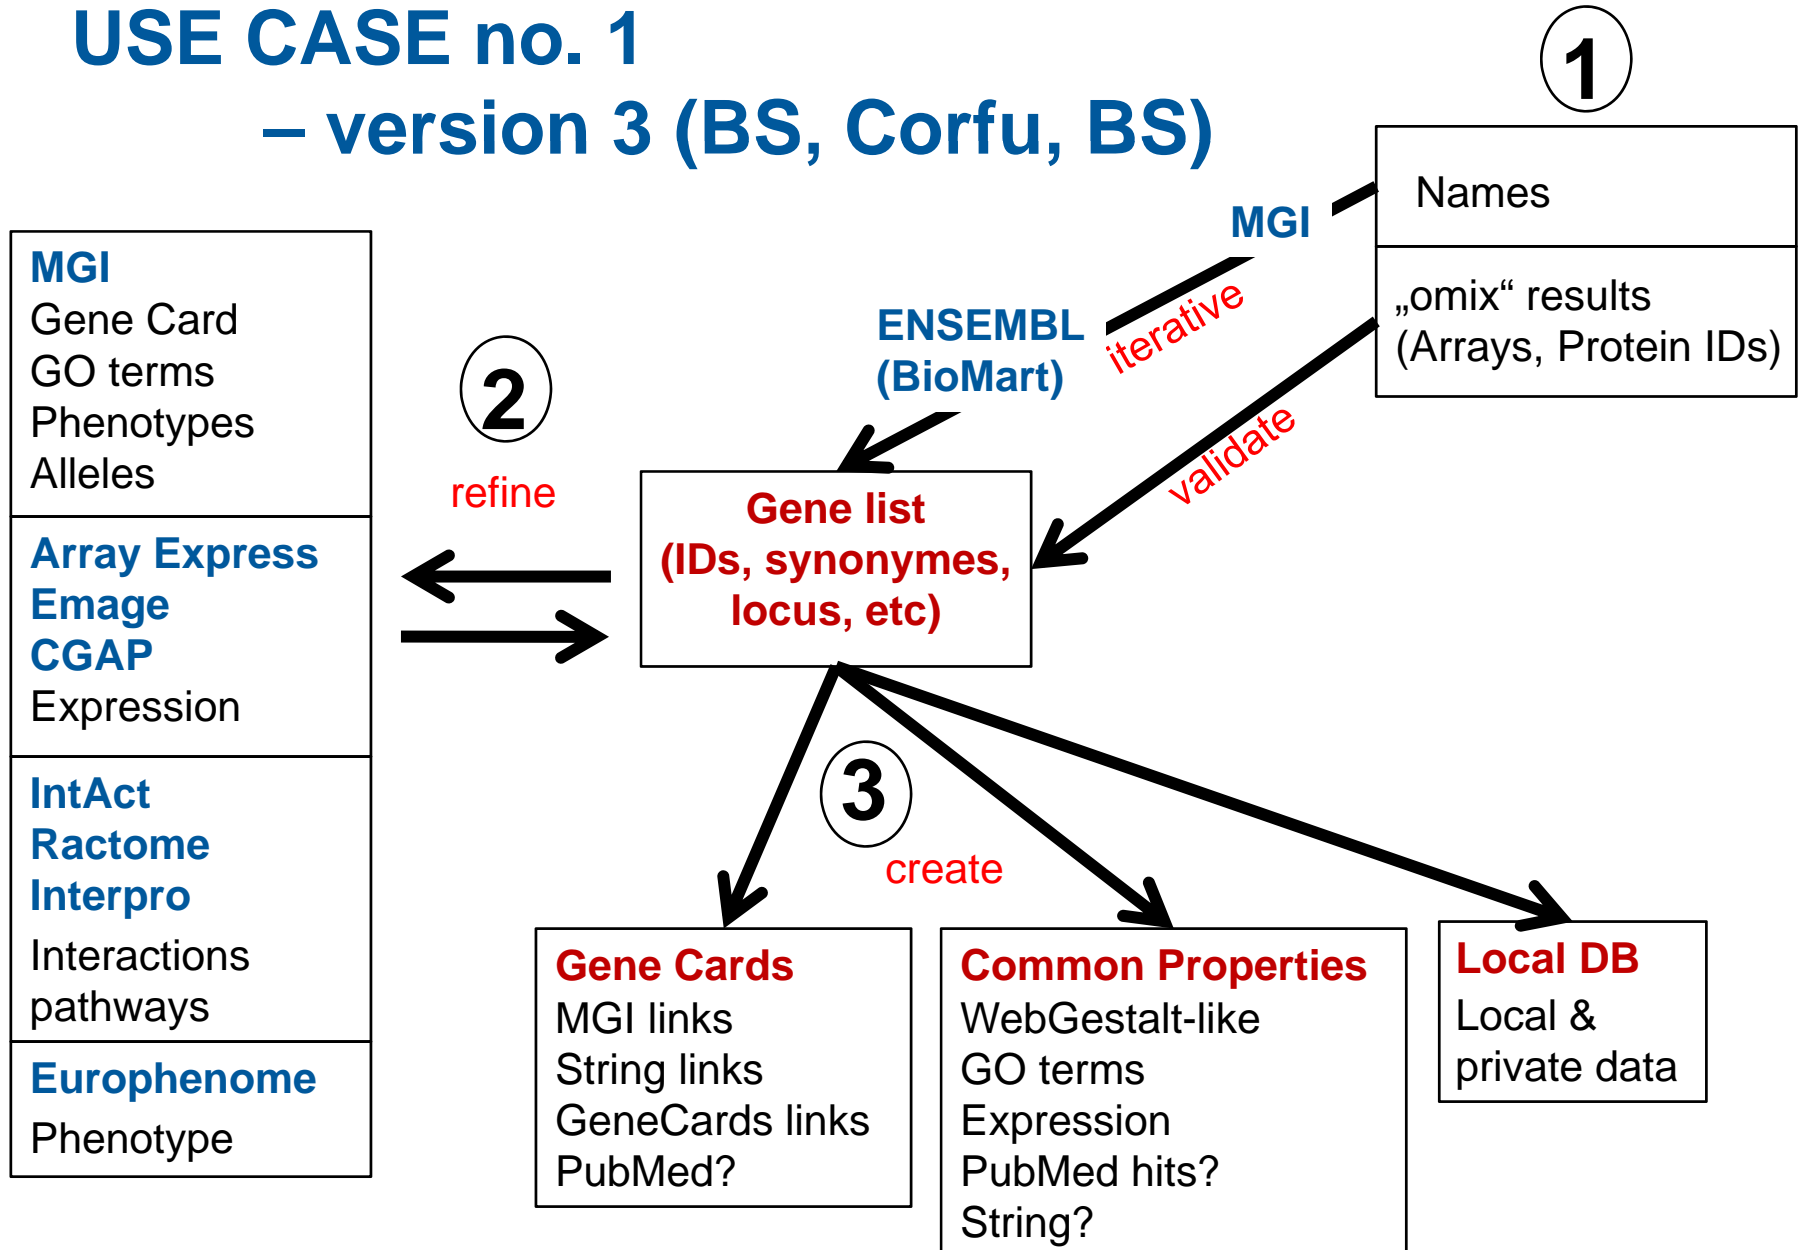 USE CASE no. 1
– version 3 (BS, Corfu, BS)
1
Names
„omix“ results
(Arrays, Protein IDs)
MGI
iterative
ENSEMBL
(BioMart)
validate
MGI
Gene Card
GO terms
Phenotypes
Alleles
Array Express
Emage
CGAP
Expression
IntAct
Ractome
Interpro
Interactions
pathways
Europhenome
Phenotype
2
refine
Gene list
(IDs, synonymes,
locus, etc)
3
create
Gene Cards
MGI links
String links
GeneCards links
PubMed?
Common Properties
WebGestalt-like
GO terms
Expression
PubMed hits?
String?
Local DB
Local &
private data